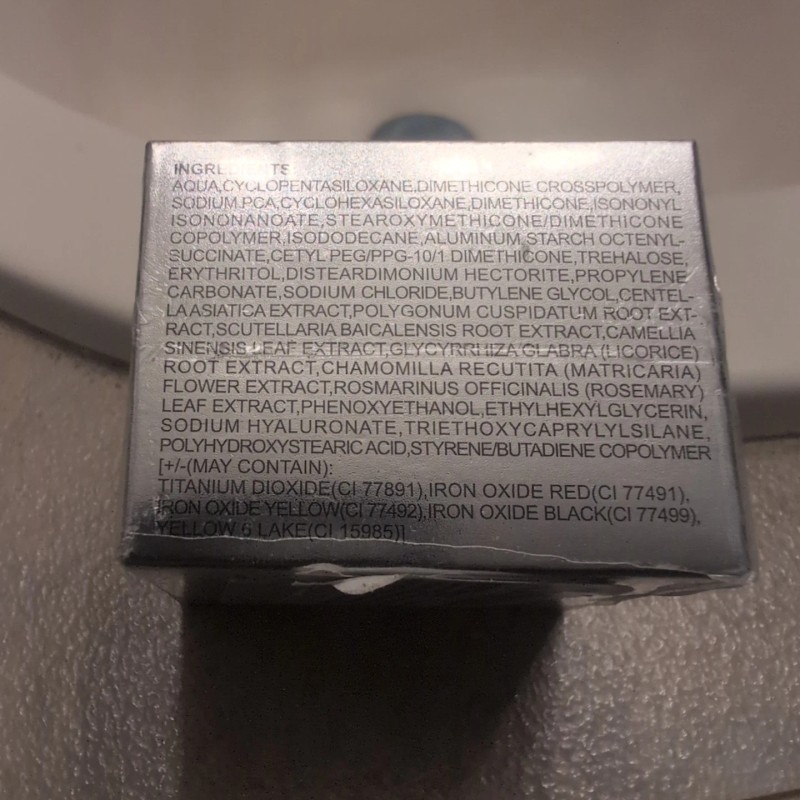 AQUA,CYCLOPENTASILOXANE,DIMETHICONE CROSSPOLYMER,
SODIUM PCA,CYCLOHEXASILOXANE,DIMETHICONE,ISONONYL
ISONONANOATE,STEAROXYMETHICONE/DIMETHICONE
COPOLYMER,ISODODECANE,ALUMINUM STARCH OCTENYL-
SUCCINATE,CETYL PEG/PPG-10/1 DIMETHICONE,TREHALOSE,
ERYTHRITOL,DISTEARDIMONIUM HECTORITE,PROPYLENE
CARBONATE,SODIUM CHLORIDE,BUTYLENE GLYCOL,CENTEL-
LA ASIATICA EXTRACT,POLYGONUM CUSPIDATUM ROOT EXT-
RACT,SCUTELLARIA BAICALENSIS ROOT EXTRACT,CAMELLIA
SINENSIS LEAF EXTRACT,GLYCYRRHIZA GLABRA (LICORICE)
ROOT EXTRACT,CHAMOMILLA RECUTITA (MATRICARIA)
FLOWER EXTRACT,ROSMARINUS OFFICINALIS (ROSEMARY)
LEAF EXTRACT,PHENOXYETHANOL,ETHYLHEXYLGLYCERIN,
SODIUM HYALURONATE,TRIETHOXYCAPRYLYLSILANE,
POLYHYDROXYSTEARIC ACID,STYRENE/BUTADIENE COPOLYMER
[+/-(MAY CONTAIN):
TITANIUM DIOXIDE(CI 77891),IRON OXIDE RED(CI 77491),
IRON OXIDE YELLOW(CI 77492),IRON OXIDE BLACK(CI 77499),
YELLOW 6 LAKE(CI 15985)]